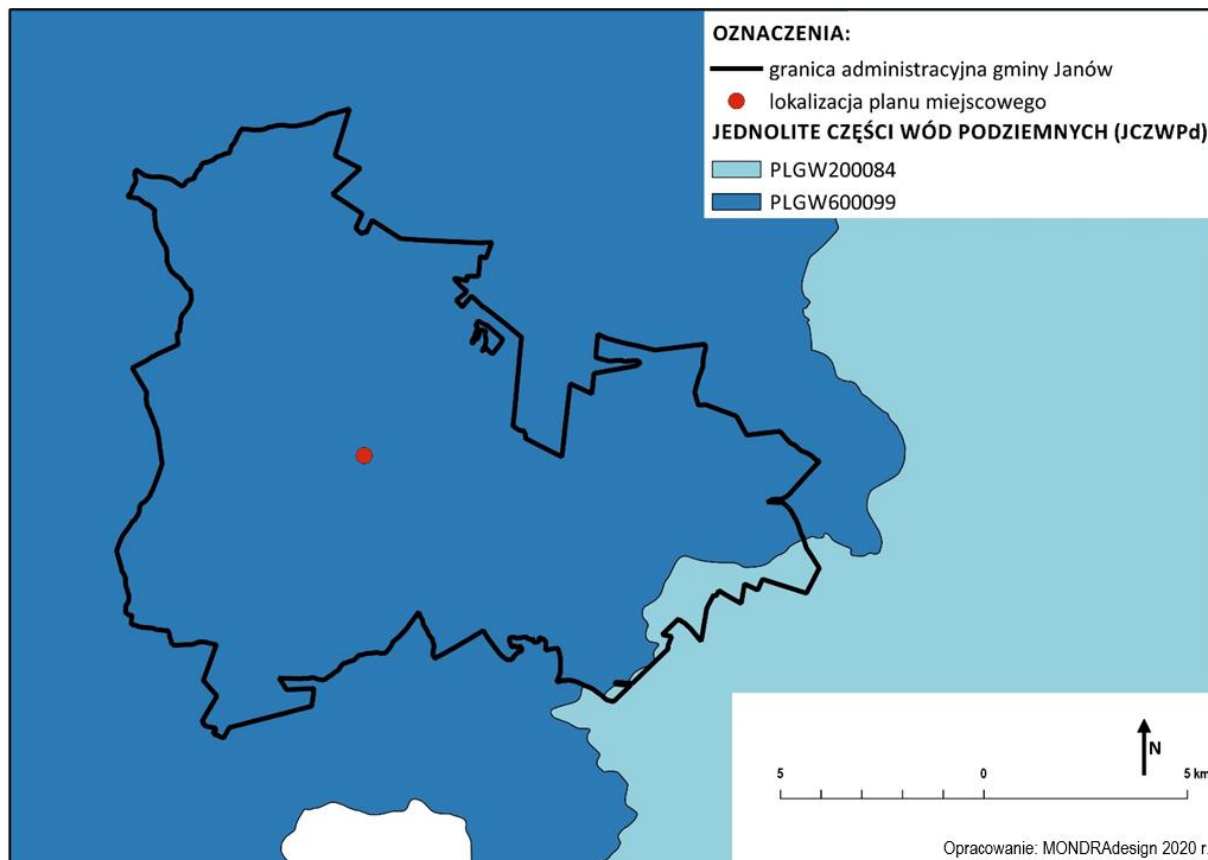 OZNACZENIA:
granica administracyjna gminy Janów
lokalizacja planu miejscowego
JEDNOLITE CZĘŚCI WÓD PODZIEMNYCH (JCZWPd)
PLGW200084
PLGW600099
N
5 0 5 km
Opracowanie: MONDRAdesign 2020 r.